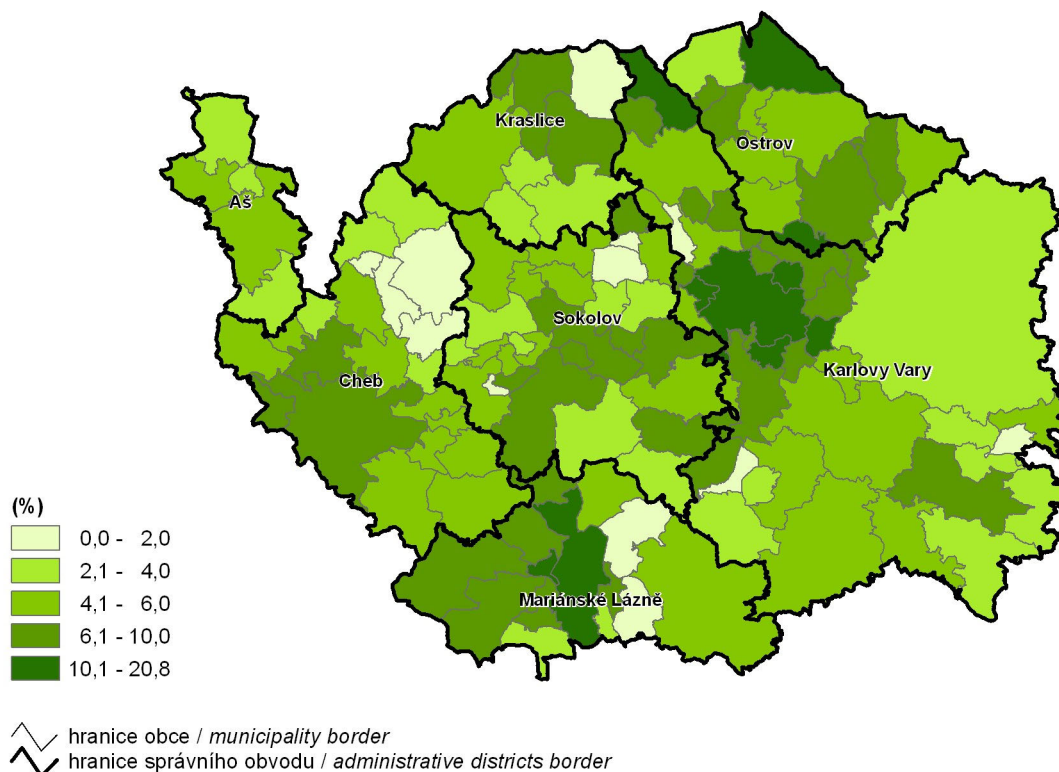 Kraslice
Ostrov
Aš
Sokolov
Cheb
Karlovy Vary
Mariánské Lázně
(%)
0,0 - 2,0
2,1 - 4,0
4,1 - 6,0
6,1 - 10,0
10,1 - 20,8
hranice obce / municipality border
hranice správního obvodu / administrative districts border